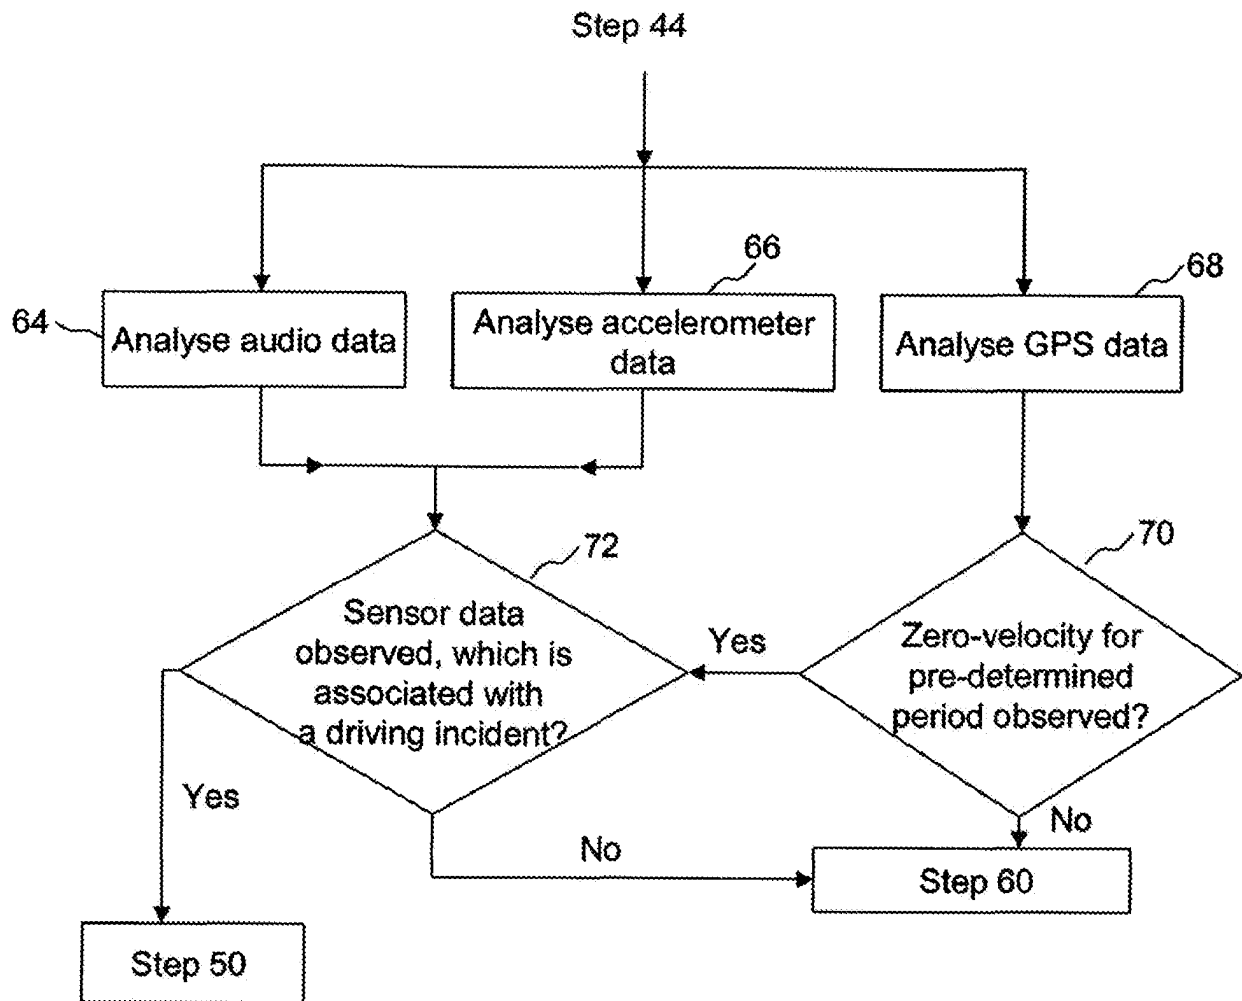 Step 44
66
68
64
Analyse audio data
Analyse accelerometer
data
Analyse GPS data
72
70
Sensor data
observed, which is
associated with
a driving incident?
Yes
Zero-velocity for
pre-determined
period observed?
Yes
No
No
Step 60
Step 50